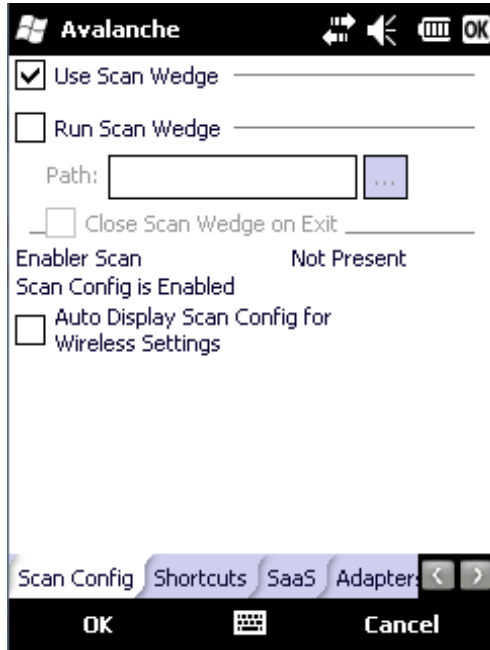 Avalanche OK
Use Scan Wedge
Run Scan Wedge
Path: ...
Close Scan Wedge on Exit
Enabler Scan Not Present
Scan Config is Enabled
Auto Display Scan Config for
Wireless Settings
Scan Config Shortcuts SaaS Adapter
OK Cancel